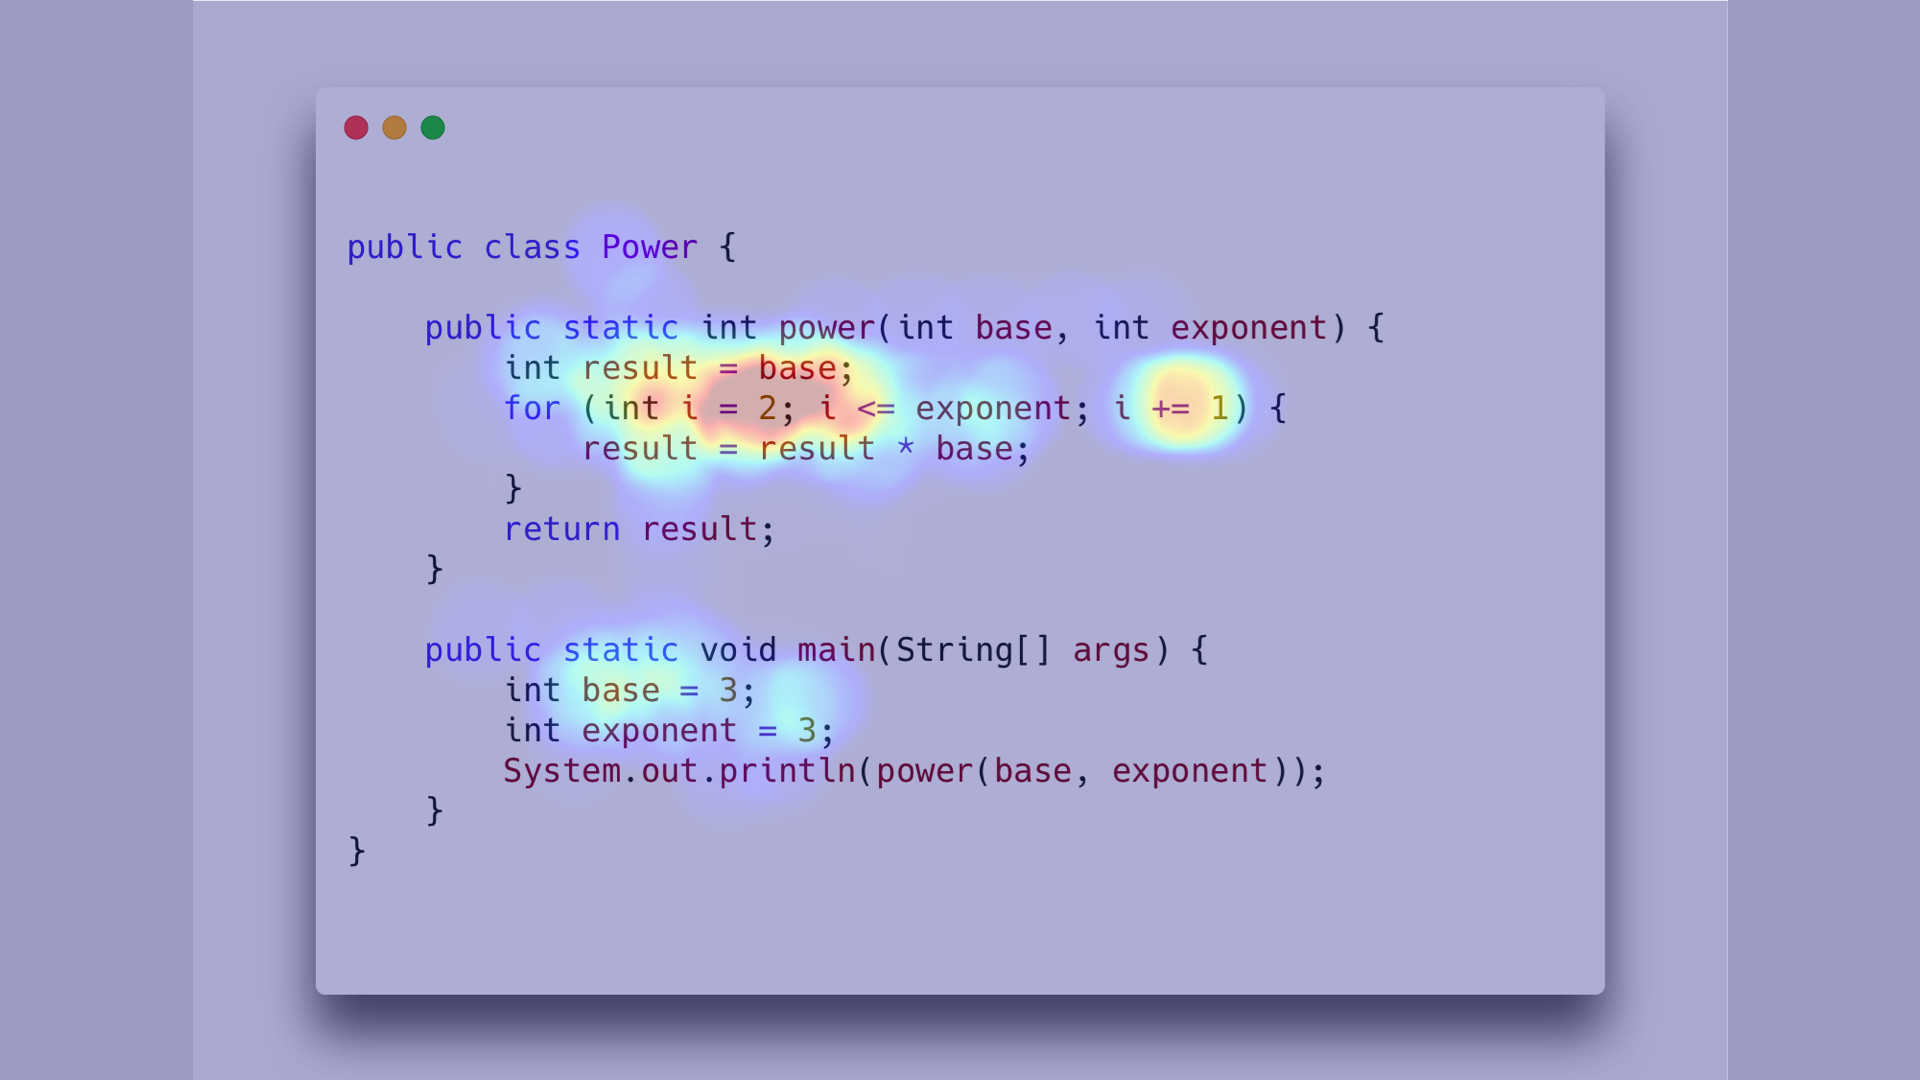 public class Power {
public static int power(int base, int exponent) {
int result = base;
for (int i = 2; i <= exponent; i += 1) {
result = result * base;
}
return result;
}
public static void main(String[] args) {
int base = 3;
int exponent = 3;
System.out.println(power(base, exponent));
}
}